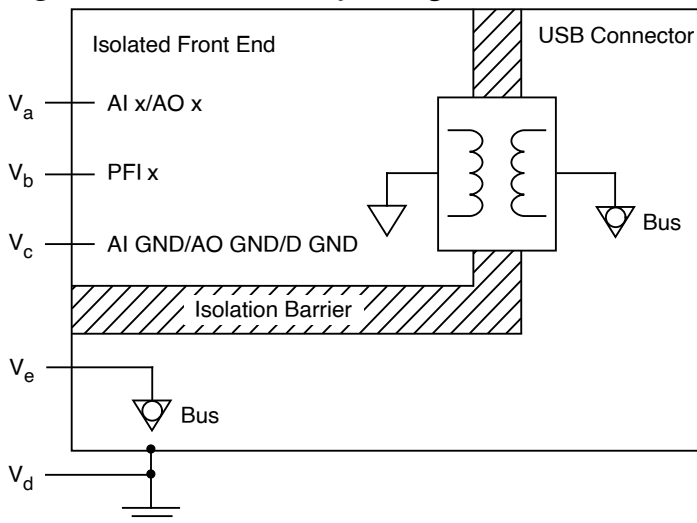 Isolated Front End
USB Connector
Va
AI x/AO x
Vb
PFI x
Bus
Vc
AI GND/AO GND/D GND
Isolation Barrier
Ve
Bus
Vd